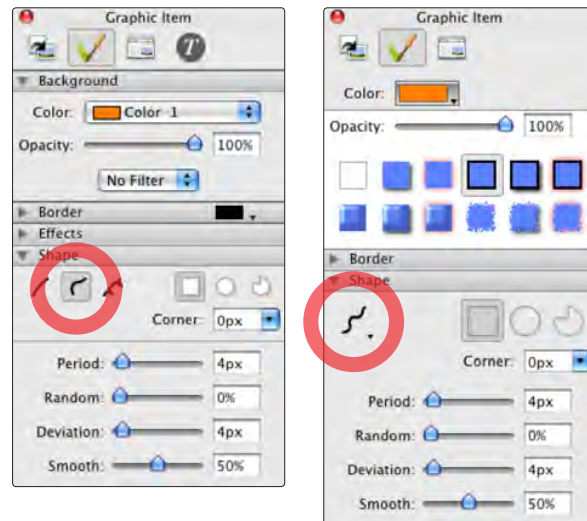 Graphic Item
T
Background
Color: Color 1
Opacity: 100%
No Filter
Border
Effects
Shape
Corner: 0px
Period: 4px
Random: 0%
Deviation: 4px
Smooth: 50%
Graphic Item
Color:
Opacity: 100%
Border
Shape
Corner: 0px
Period: 4px
Random: 0%
Deviation: 4px
Smooth: 50%